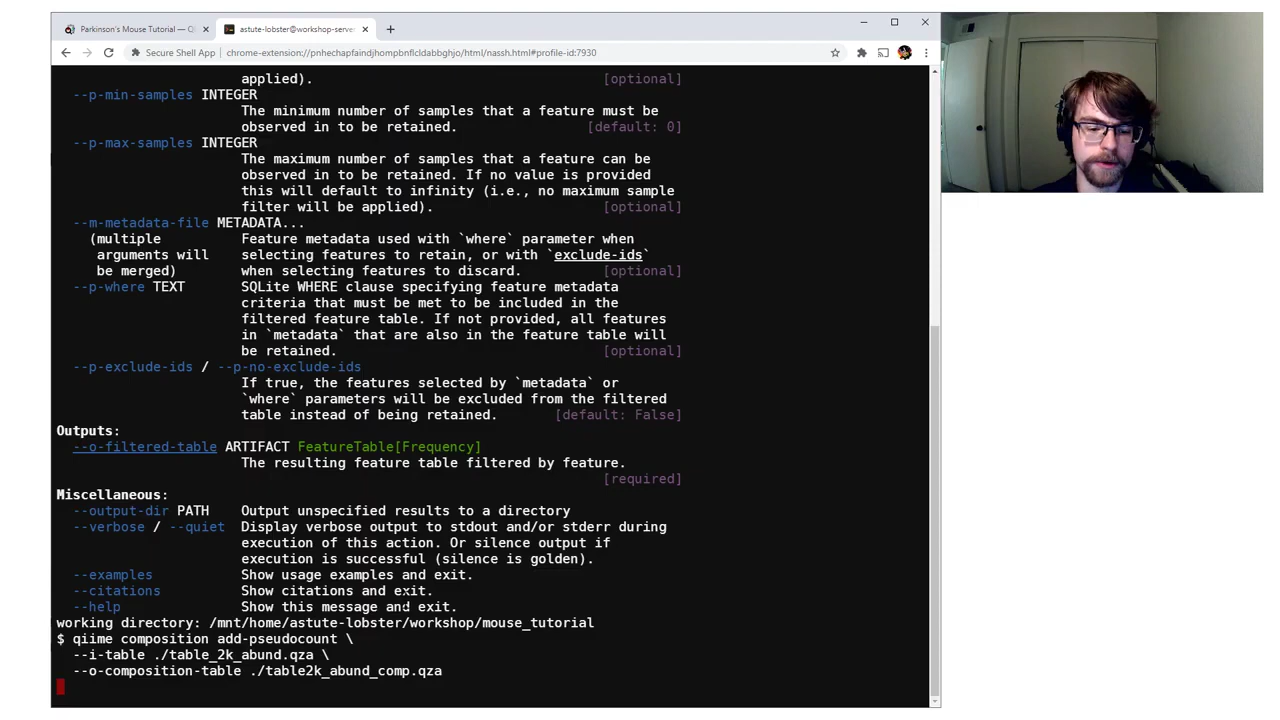 Parkinson's Mouse Tutorial — Q
astute-lobster@workshop-serve
Secure Shell App
chrome-extension://pnhechapfaindjhompbnflcldabbghjo/html/nassh.html#profile-id:7930
applied). [optional]
--p-min-samples INTEGER
The minimum number of samples that a feature must be
observed in to be retained. [default: 0]
--p-max-samples INTEGER
The maximum number of samples that a feature can be
observed in to be retained. If no value is provided
this will default to infinity (i.e., no maximum sample
filter will be applied). [optional]
--m-metadata-file METADATA...
(multiple Feature metadata used with `where` parameter when
arguments will selecting features to retain, or with `exclude-ids`
be merged) when selecting features to discard. [optional]
--p-where TEXT SQLite WHERE clause specifying feature metadata
criteria that must be met to be included in the
filtered feature table. If not provided, all features
in `metadata` that are also in the feature table will
be retained. [optional]
--p-exclude-ids / --p-no-exclude-ids
If true, the features selected by `metadata` or
`where` parameters will be excluded from the filtered
table instead of being retained. [default: False]
Outputs:
--o-filtered-table ARTIFACT FeatureTable[Frequency]
The resulting feature table filtered by feature.
[required]
Miscellaneous:
--output-dir PATH Output unspecified results to a directory
--verbose / --quiet Display verbose output to stdout and/or stderr during
execution of this action. Or silence output if
execution is successful (silence is golden).
--examples Show usage examples and exit.
--citations Show citations and exit.
--help Show this message and exit.
working directory: /mnt/home/astute-lobster/workshop/mouse_tutorial
$ qiime composition add-pseudocount \
--i-table ./table_2k_abund.qza \
--o-composition-table ./table2k_abund_comp.qza